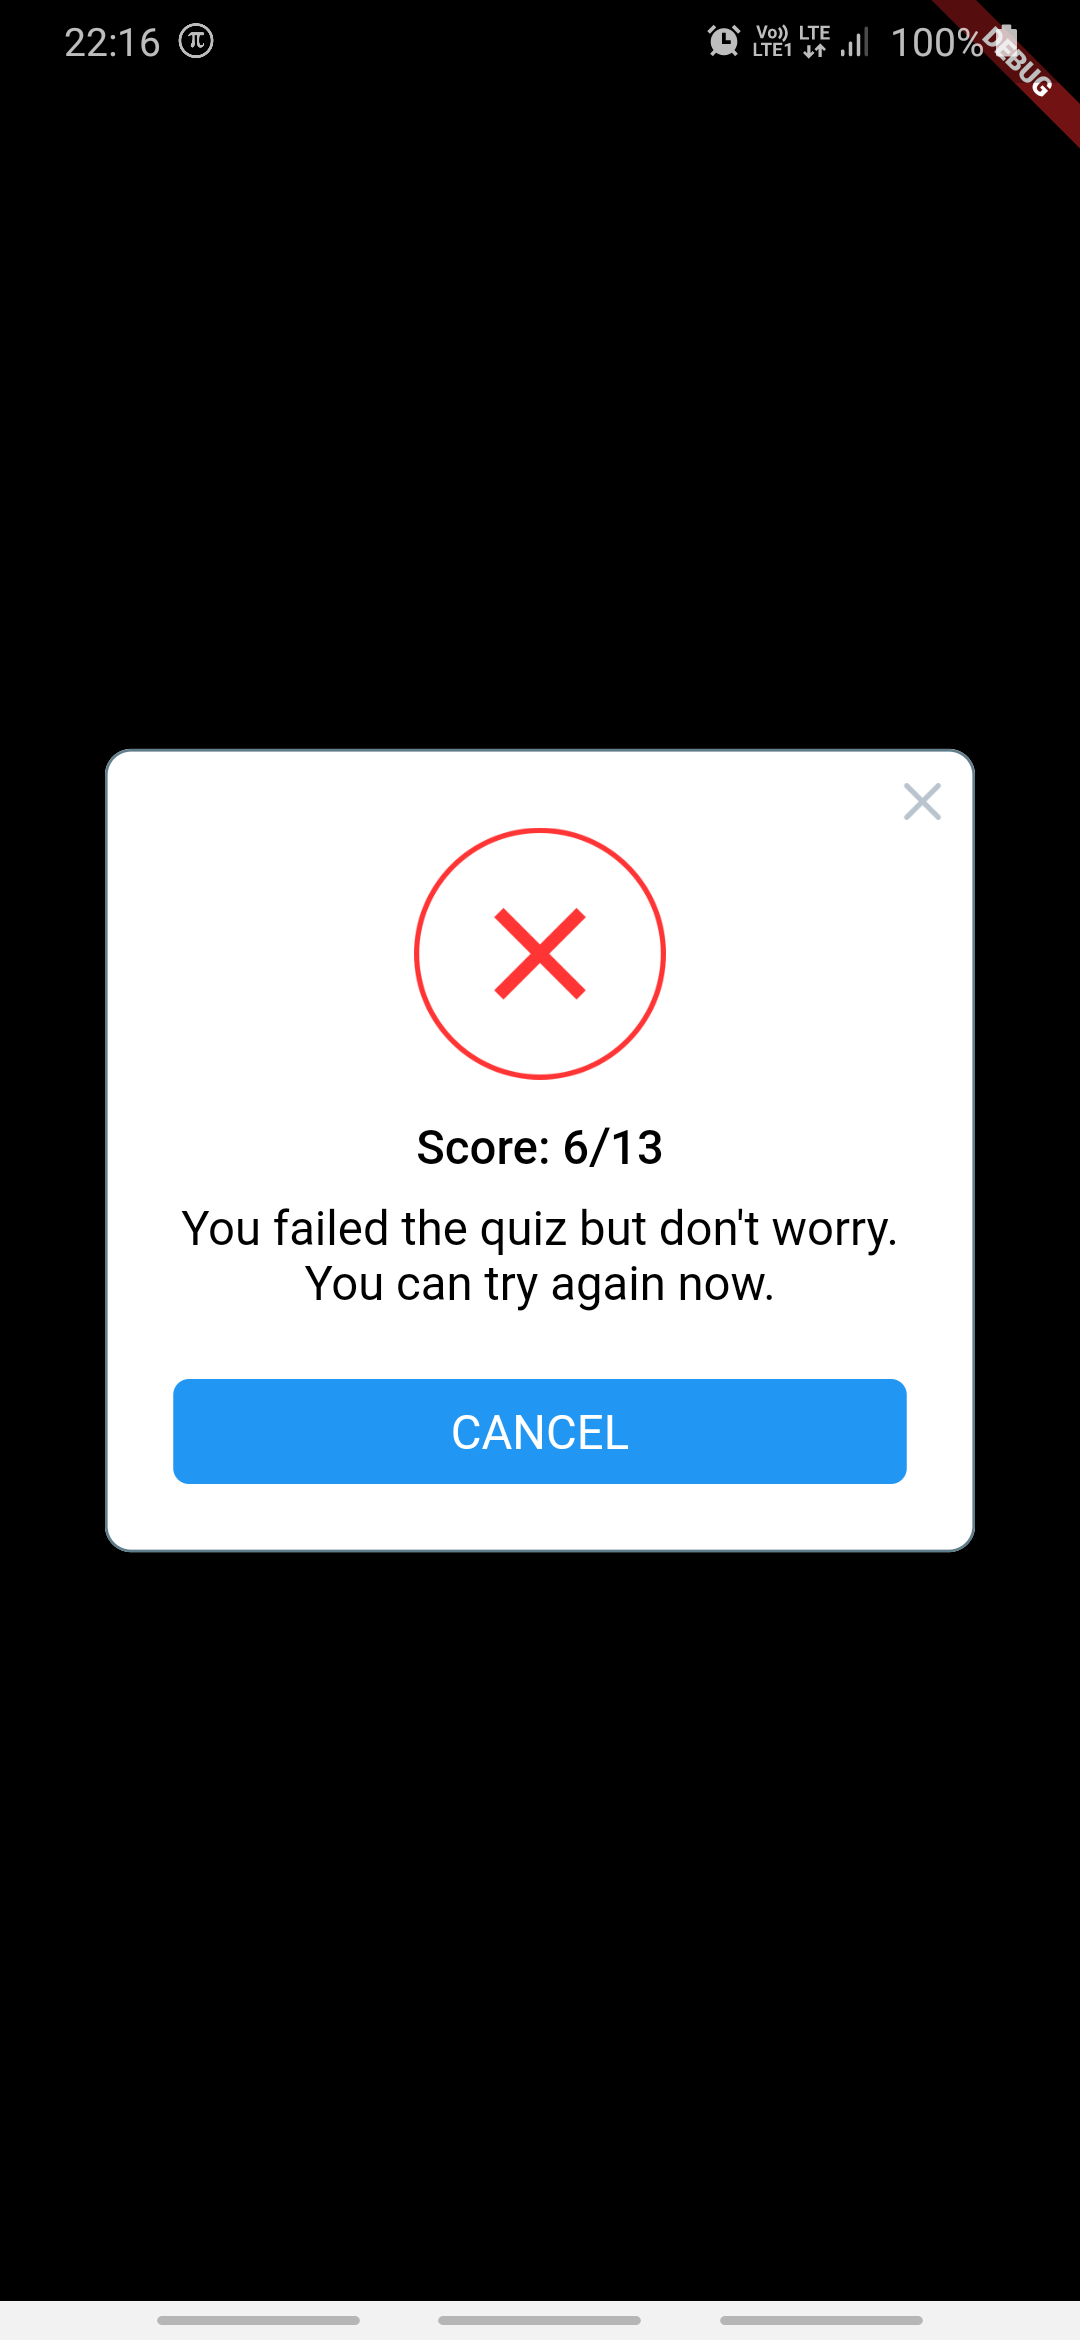 22:16 π Vo)) LTE1 LTE 100%
DEBUG
Score: 6/13
You failed the quiz but don't worry.
You can try again now.
CANCEL